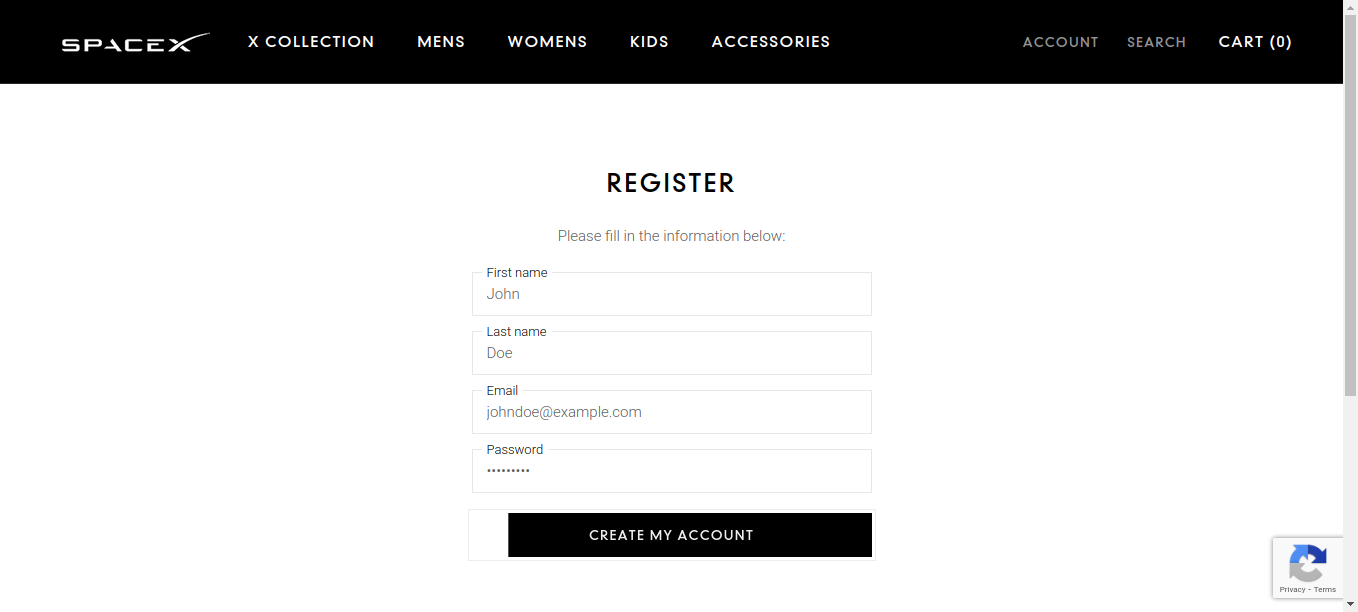 SPACEX X COLLECTION MENS WOMENS KIDS ACCESSORIES ACCOUNT SEARCH CART (0)
REGISTER
Please fill in the information below:
First name
John
Last name
Doe
Email
johndoe@example.com
Password
•••••••••
CREATE MY ACCOUNT
Privacy - Terms